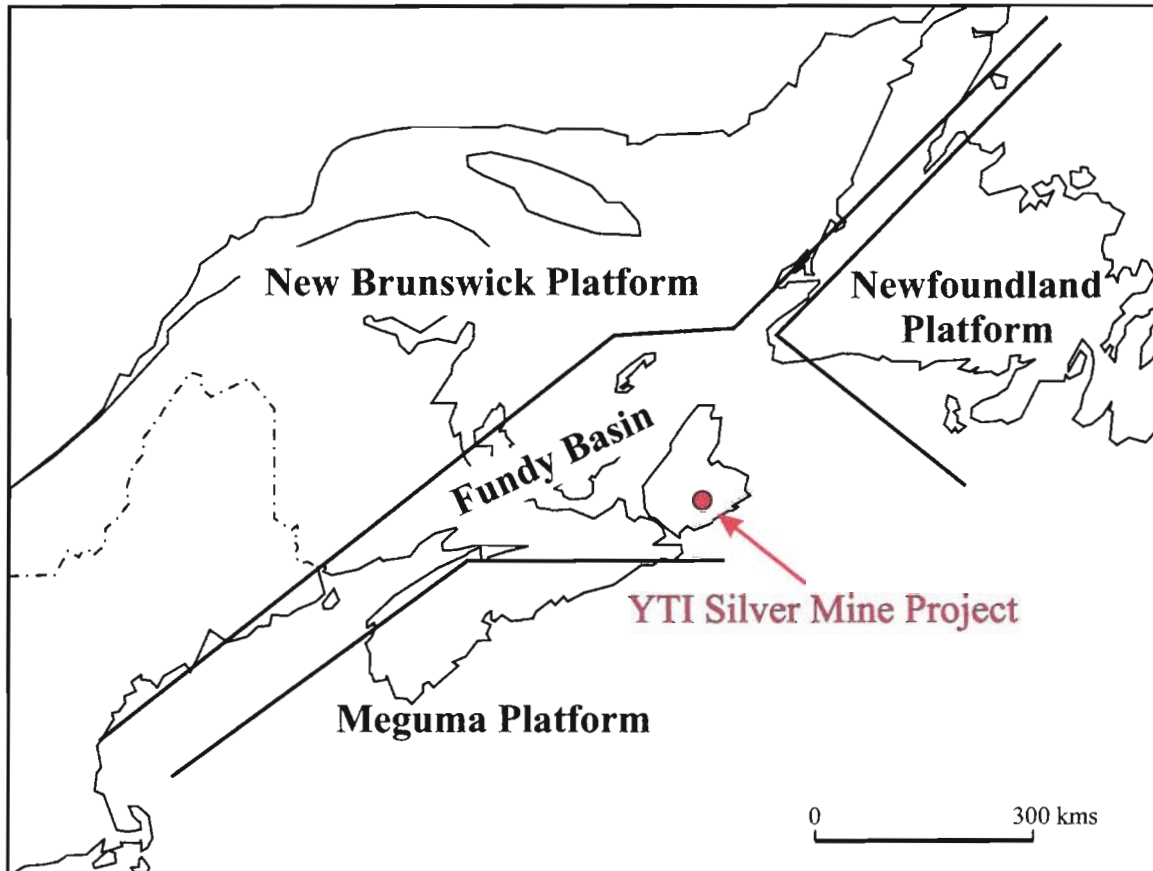 New Brunswick Platform
Newfoundland
Platform
Fundy Basin
YTI Silver Mine Project
Meguma Platform
0 300 kms